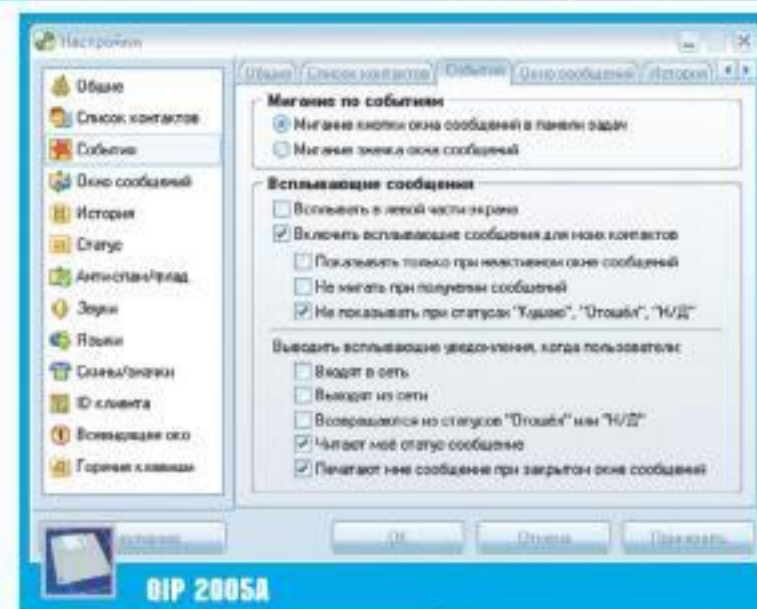 Настройки
Общие
Список контактов
События
Окно сообщений
История
Статус
Антиспам/влад
Звуки
Языки
Скины/значки
ID клиента
Всевидящее око
Горячие клавиши
Общие Список контактов События Окно сообщений История
Мигание по событиям
Мигание кнопки окна сообщений в панели задач
Мигание значка окна сообщений
Всплывающие сообщения
Всплывать в левой части экрана
Включить всплывающие сообщения для моих контактов
Показывать только при неактивном окне сообщений
Не мигать при получении сообщений
Не показывать при статусах "Кушаю", "Отошёл", "Н/Д"
Выводить всплывающие уведомления, когда пользователи:
Входят в сеть
Выходят из сети
Возвращаются из статусов "Отошёл" или "Н/Д"
Читают моё статус сообщение
Печатают мне сообщение при закрытом окне сообщений
OK Отмена Применить
QIP 2005A